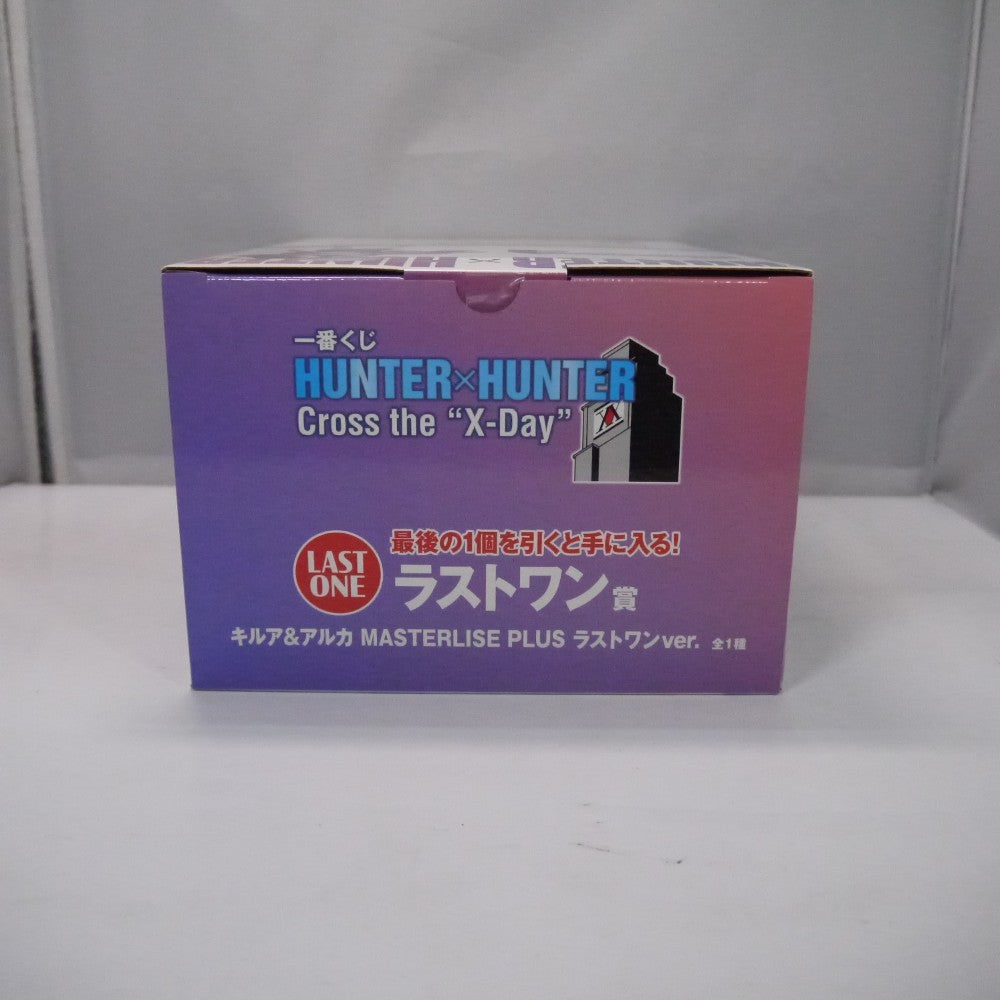 HUNTER × HUNTER
一番くじ
HUNTER×HUNTER
Cross the “X-Day”
LAST ONE
最後の1個を引くと手に入る!
ラストワン賞
キルア&アルカ MASTERLISE PLUS ラストワンver. 全1種